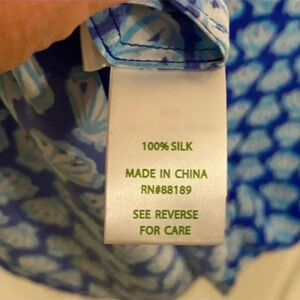 100% SILK
MADE IN CHINA
RN#88189
SEE REVERSE
FOR CARE